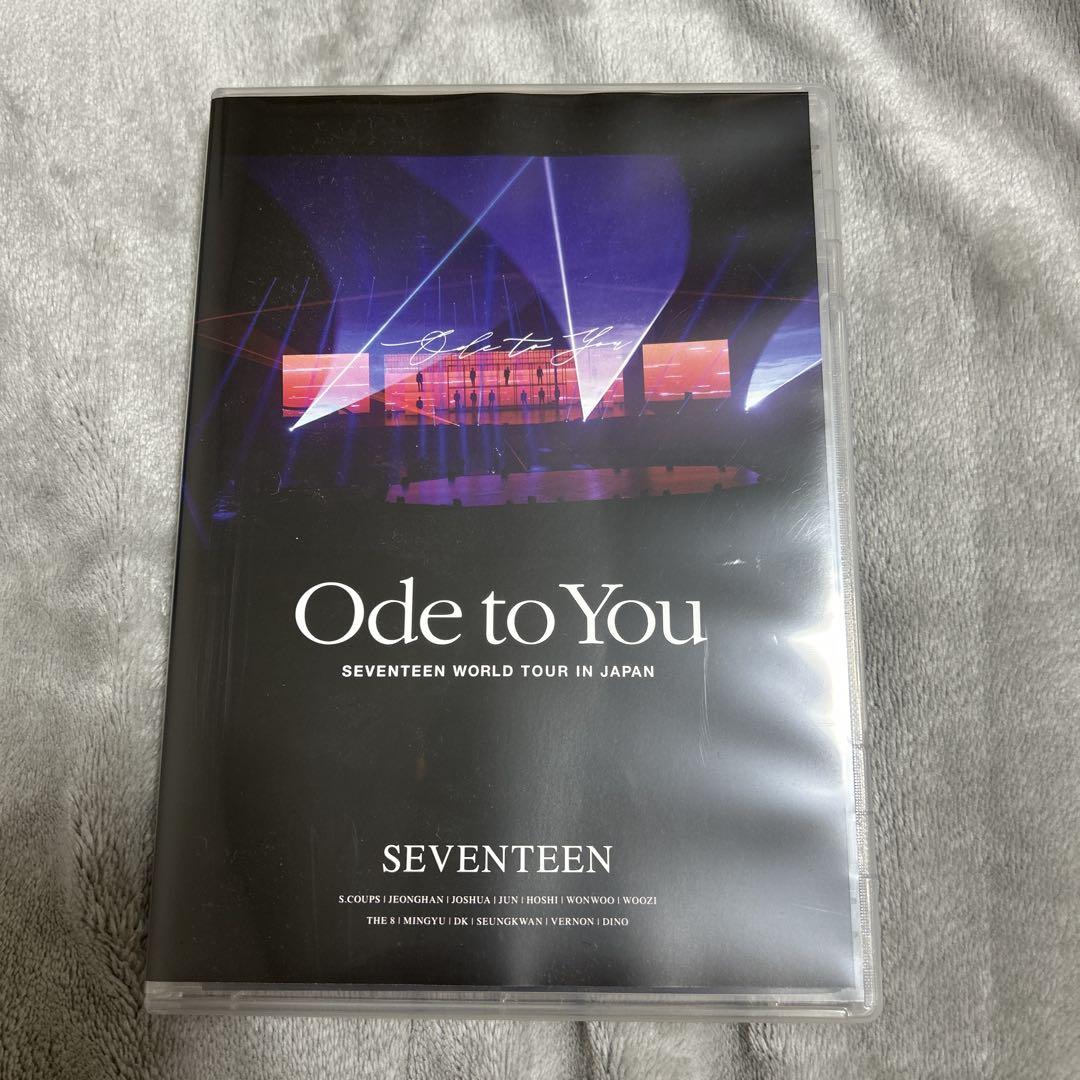 Ode to You
Ode to You
SEVENTEEN WORLD TOUR IN JAPAN
SEVENTEEN
S.COUPS | JEONGHAN | JOSHUA | JUN | HOSHI | WONWOO | WOOZI
THE 8 | MINGYU | DK | SEUNGKWAN | VERNON | DINO